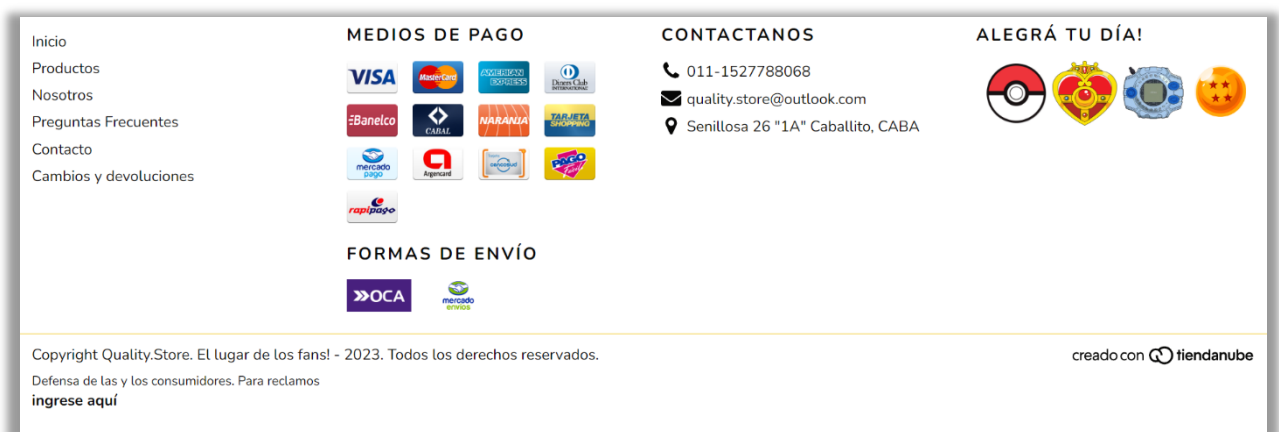 Inicio
Productos
Nosotros
Preguntas Frecuentes
Contacto
Cambios y devoluciones
MEDIOS DE PAGO
VISA
MasterCard
AMERICAN EXPRESS
Diners Club
INTERNATIONAL
Banelco
CABAL
NARANJA
TARJETA
SHOPPING
mercado
pago
Argencard
cencosud
PAGO
fácil
rapipago
FORMAS DE ENVÍO
OCA
mercado
envios
CONTACTANOS
011-1527788068
quality.store@outlook.com
Senillosa 26 "1A" Caballito, CABA
ALEGRÁ TU DÍA!
Copyright Quality.Store. El lugar de los fans! - 2023. Todos los derechos reservados.
Defensa de las y los consumidores. Para reclamos
ingrese aquí
creado con tiendanube